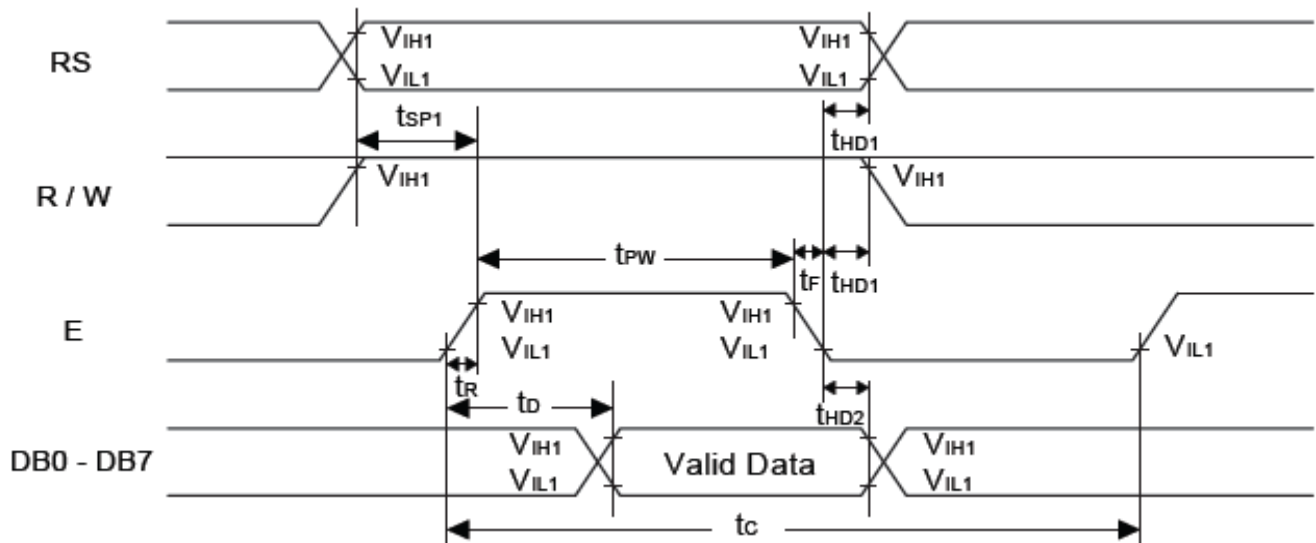 RS
VIH1 VIH1
VIL1 VIL1
tSP1 tHD1
R / W
VIH1 VIH1
tPW tF tHD1
E
VIH1 VIH1
VIL1 VIL1 VIL1
tR
tD tHD2
DB0 - DB7
VIH1 Valid Data VIH1
VIL1 VIL1
tC